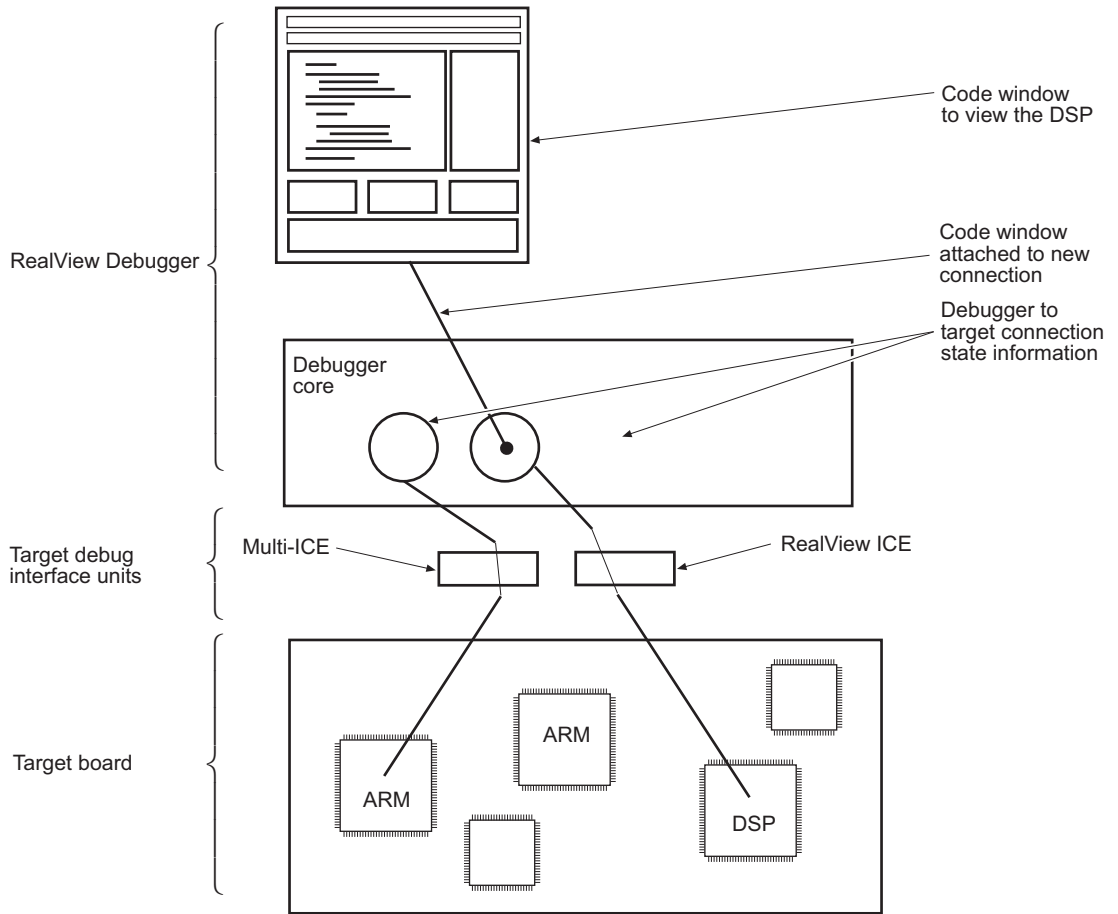 Code window
to view the DSP
Code window
attached to new
connection
RealView Debugger
Debugger to
target connection
state information
Debugger
core
Multi-ICE
RealView ICE
Target debug
interface units
ARM
Target board
ARM
DSP